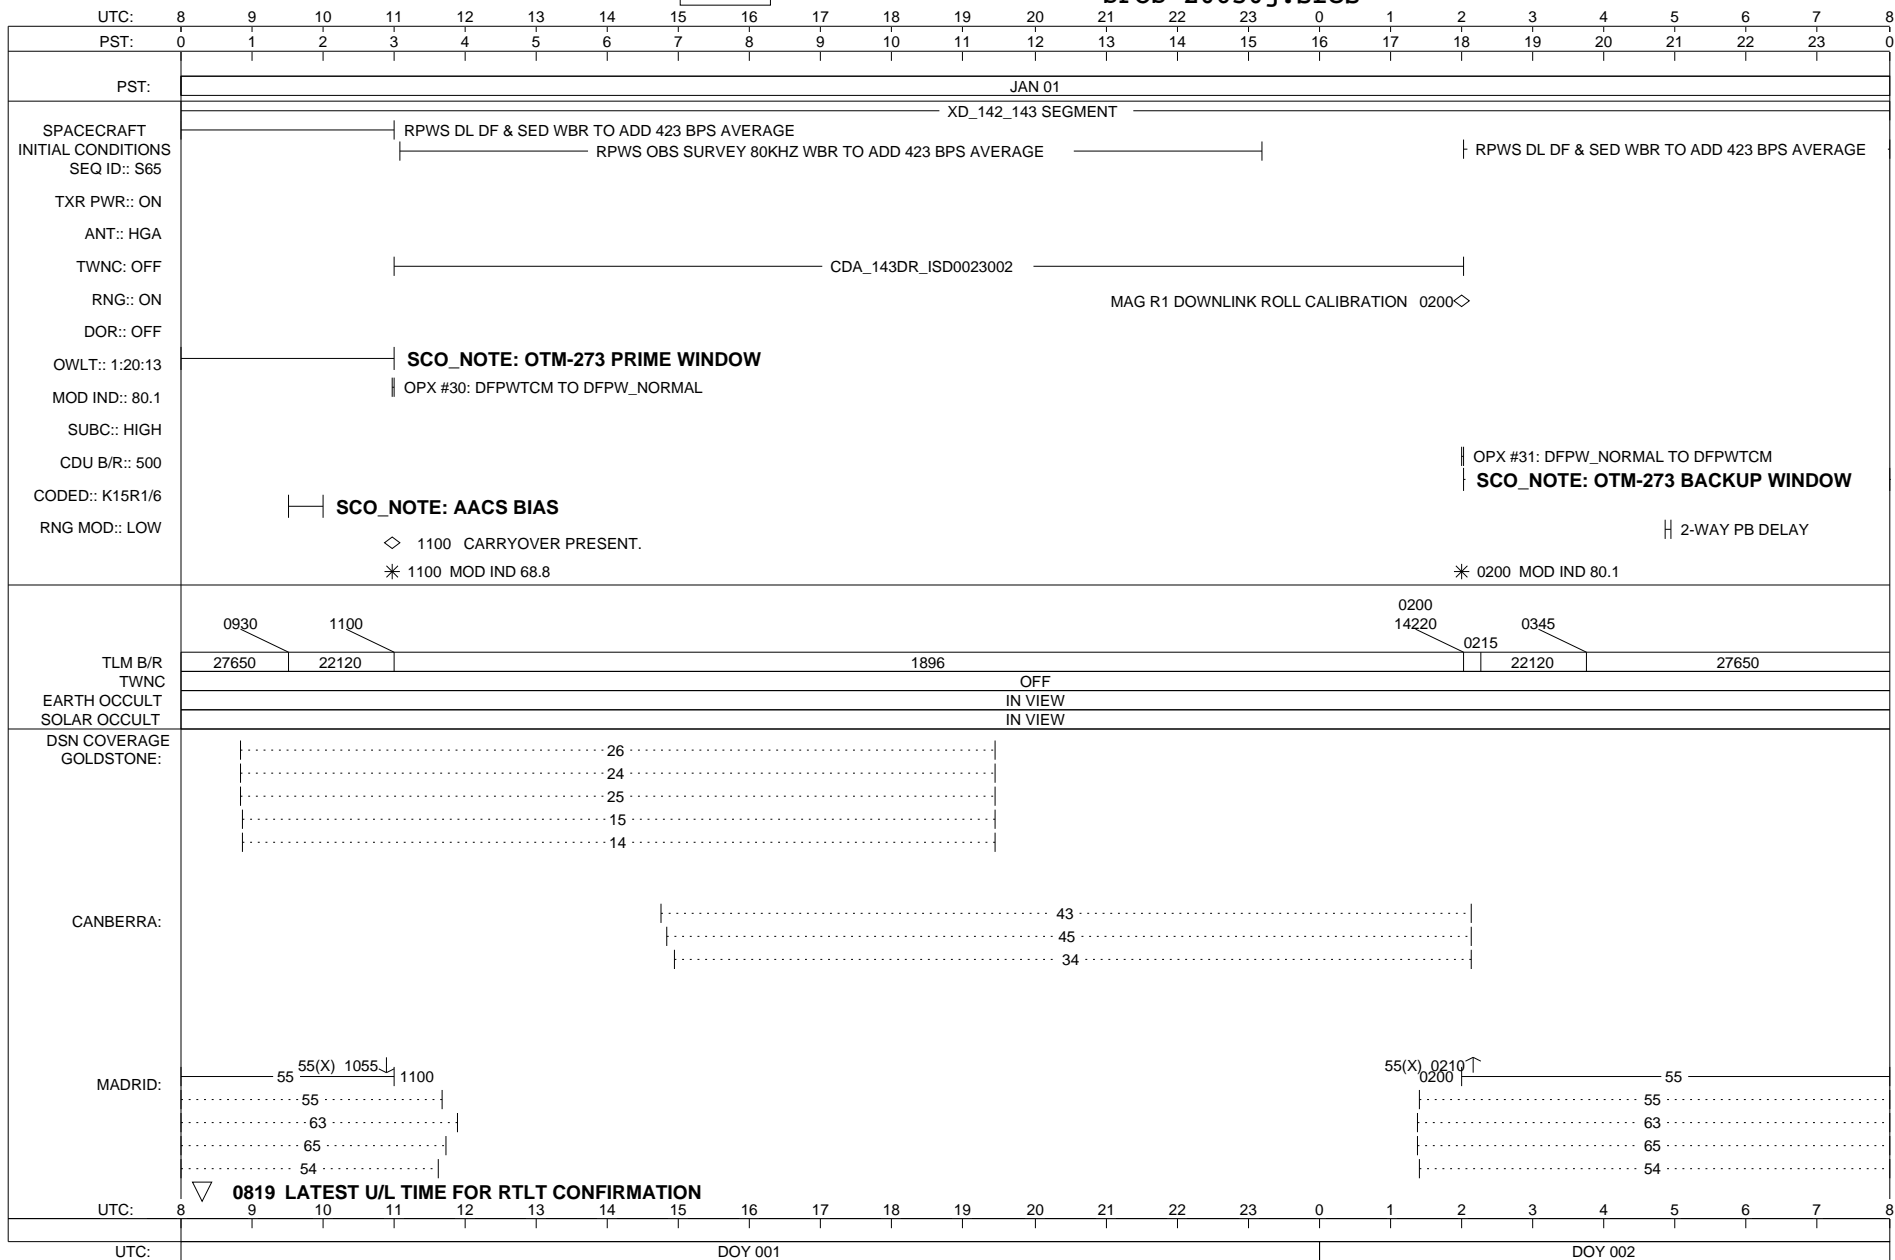 UTC: 8 9 10 11 12 13 14 15 16 17 18 19 20 21 22 23 0 1 2 3 4 5 6 7 8
PST: 0 1 2 3 4 5 6 7 8 9 10 11 12 13 14 15 16 17 18 19 20 21 22 23 0
PST: JAN 01
XD_142_143 SEGMENT
SPACECRAFT
INITIAL CONDITIONS
SEQ ID:: S65
TXR PWR:: ON
ANT:: HGA
TWNC: OFF
RNG:: ON
DOR:: OFF
OWLT:: 1:20:13
MOD IND:: 80.1
SUBC:: HIGH
CDU B/R:: 500
CODED:: K15R1/6
RNG MOD:: LOW
RPWS DL DF & SED WBR TO ADD 423 BPS AVERAGE
RPWS OBS SURVEY 80KHZ WBR TO ADD 423 BPS AVERAGE
RPWS DL DF & SED WBR TO ADD 423 BPS AVERAGE
CDA_143DR_ISD0023002
MAG R1 DOWNLINK ROLL CALIBRATION 0200
SCO_NOTE: OTM-273 PRIME WINDOW
OPX #30: DFPWTCM TO DFPW_NORMAL
OPX #31: DFPW_NORMAL TO DFPWTCM
SCO_NOTE: OTM-273 BACKUP WINDOW
SCO_NOTE: AACS BIAS
2-WAY PB DELAY
1100 CARRYOVER PRESENT.
1100 MOD IND 68.8
0200 MOD IND 80.1
0930 1100 0200
14220 0215 0345
TLM B/R 27650 22120 1896 22120 27650
TWNC OFF
EARTH OCCULT IN VIEW
SOLAR OCCULT IN VIEW
DSN COVERAGE
GOLDSTONE:
26
24
25
15
14
CANBERRA:
43
45
34
MADRID:
55(X) 1055 55(X) 0210
55 1100 0200 55
55 55
63 63
65 65
54 54
0819 LATEST U/L TIME FOR RTLT CONFIRMATION
UTC: 8 9 10 11 12 13 14 15 16 17 18 19 20 21 22 23 0 1 2 3 4 5 6 7 8
UTC: DOY 001 DOY 002